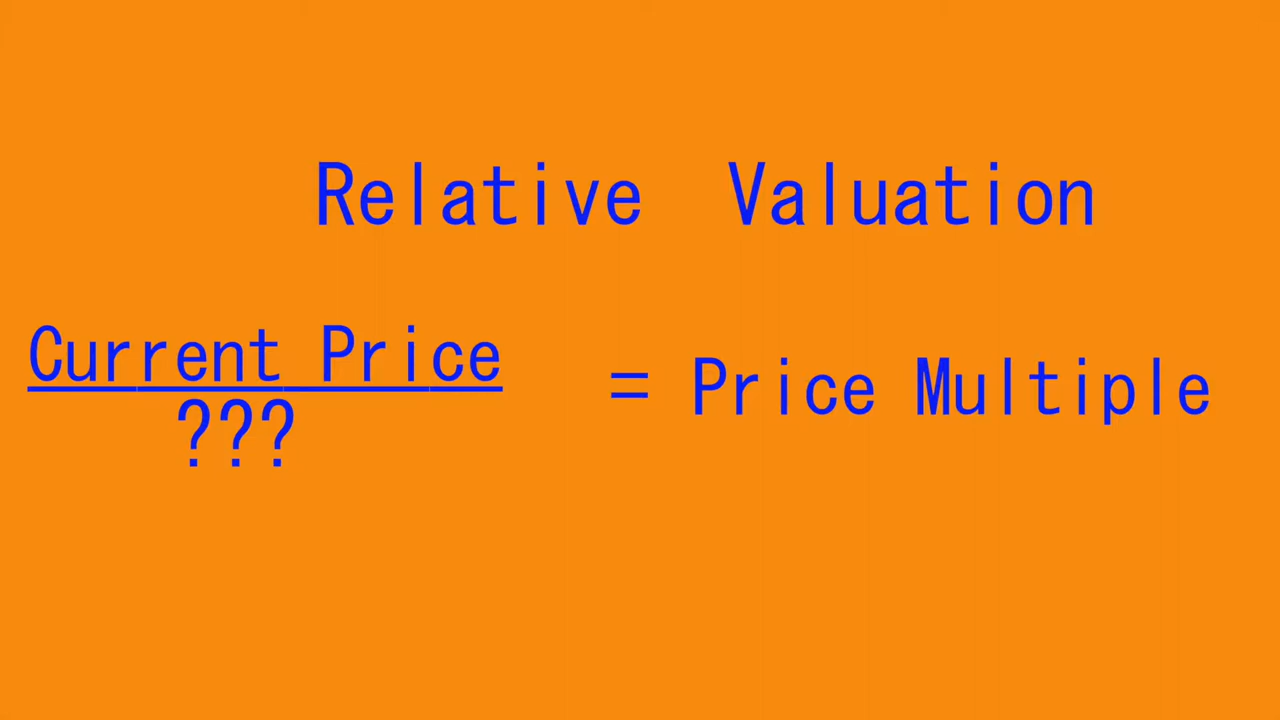 Relative Valuation
Current Price
???
= Price Multiple